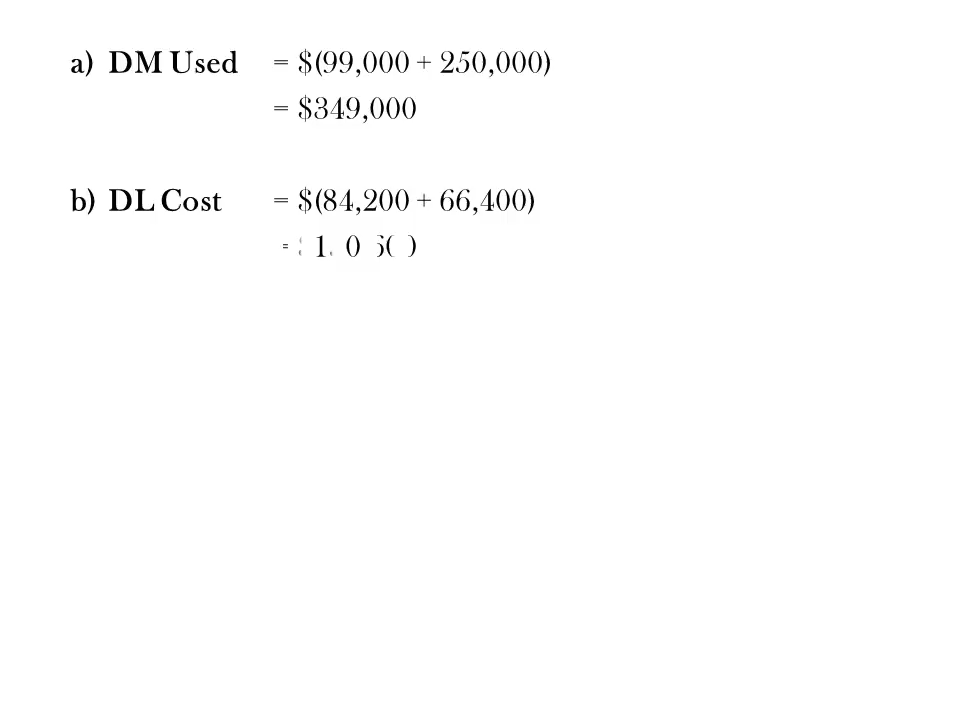 a) DM Used = $(99,000 + 250,000)
= $349,000
b) DL Cost = $(84,200 + 66,400)
=